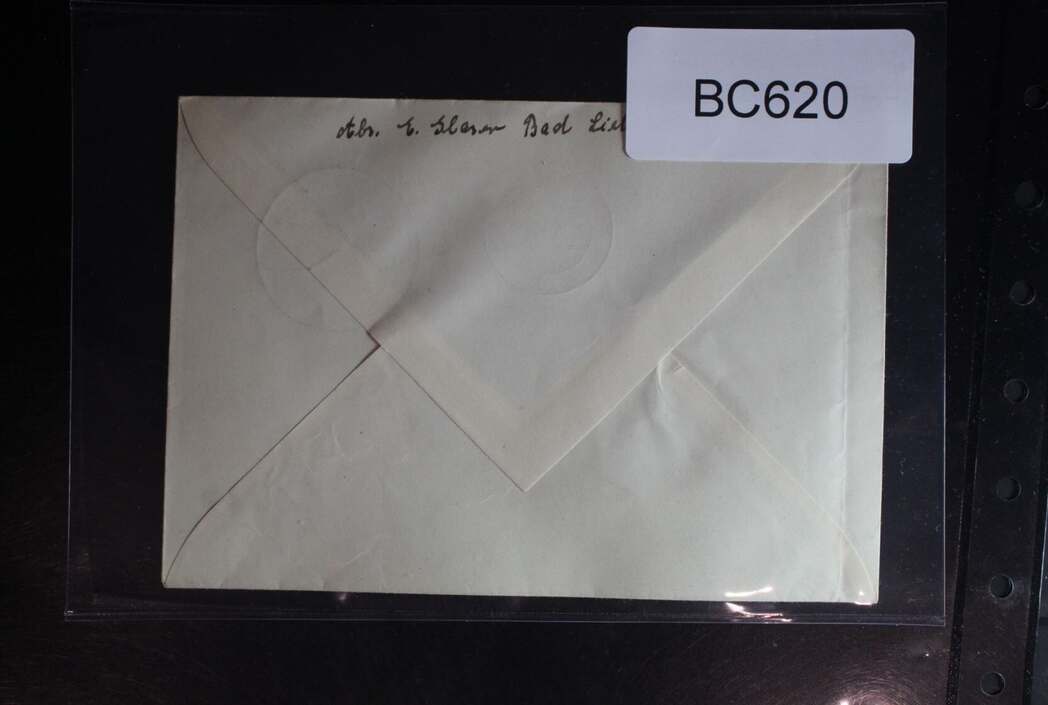 BC620
Abs. E. Glaser Bad